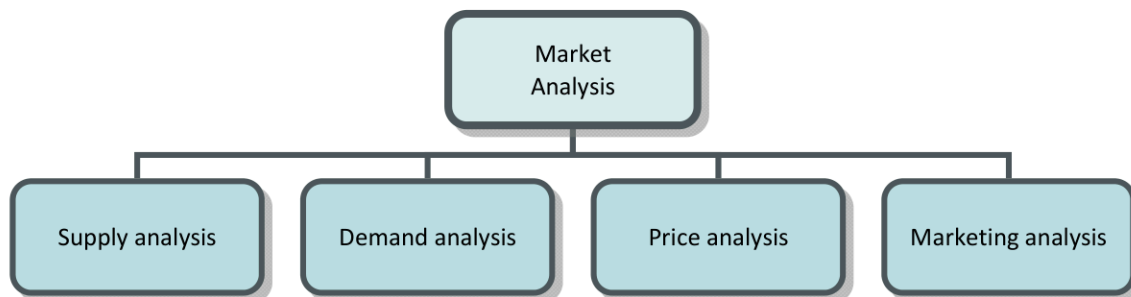 Market
Analysis
Supply analysis
Demand analysis
Price analysis
Marketing analysis